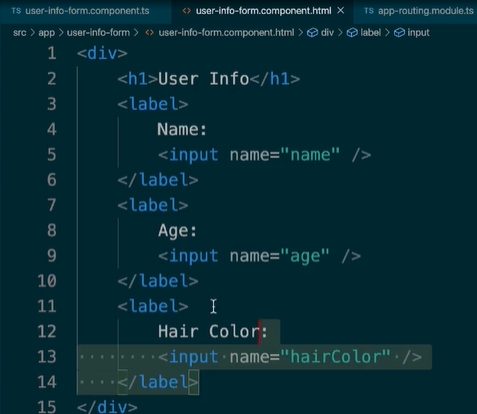 TS user-info-form.component.ts
<> user-info-form.component.html ×
TS app-routing.module.ts
src > app > user-info-form > <> user-info-form.component.html > div > label > input
1 <div>
2 <h1>User Info</h1>
3 <label>
4 Name:
5 <input name="name" />
6 </label>
7 <label>
8 Age:
9 <input name="age" />
10 </label>
11 <label>
12 Hair Color:
13 <input name="hairColor" />
14 </label>
15 </div>